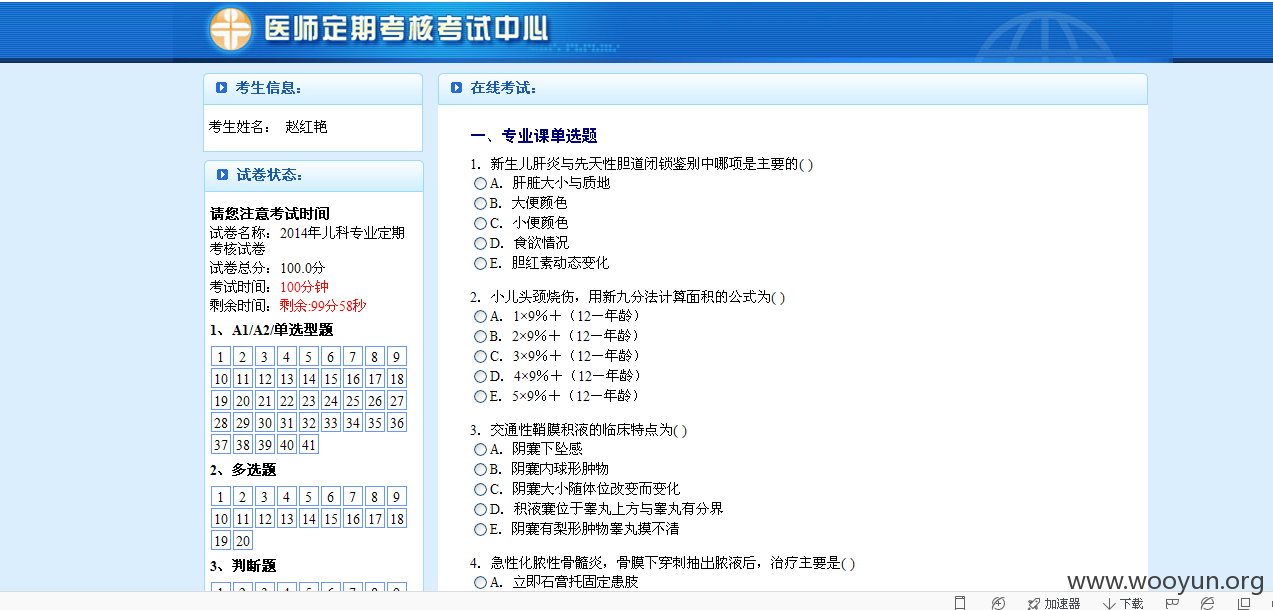 医师定期考核考试中心
考生信息：
考生姓名： 赵红艳
试卷状态：
请您注意考试时间
试卷名称：2014年儿科专业定期
考核试卷
试卷总分：100.0分
考试时间：100分钟
剩余时间：剩余:99分58秒
1、A1/A2/单选型题
1 2 3 4 5 6 7 8 9
10 11 12 13 14 15 16 17 18
19 20 21 22 23 24 25 26 27
28 29 30 31 32 33 34 35 36
37 38 39 40 41
2、多选题
1 2 3 4 5 6 7 8 9
10 11 12 13 14 15 16 17 18
19 20
3、判断题
在线考试：
一、专业课单选题
1. 新生儿肝炎与先天性胆道闭锁鉴别中哪项是主要的( )
A. 肝脏大小与质地
B. 大便颜色
C. 小便颜色
D. 食欲情况
E. 胆红素动态变化
2. 小儿头颈烧伤，用新九分法计算面积的公式为( )
A. 1×9%＋（12－年龄）
B. 2×9%＋（12－年龄）
C. 3×9%＋（12－年龄）
D. 4×9%＋（12－年龄）
E. 5×9%＋（12－年龄）
3. 交通性鞘膜积液的临床特点为( )
A. 阴囊下坠感
B. 阴囊内球形肿物
C. 阴囊大小随体位改变而变化
D. 积液囊位于睾丸上方与睾丸有分界
E. 阴囊有梨形肿物睾丸摸不清
4. 急性化脓性骨髓炎，骨膜下穿刺抽出脓液后，治疗主要是( )
A. 立即石膏托固定患肢
www.wooyun.org
加速器 下载